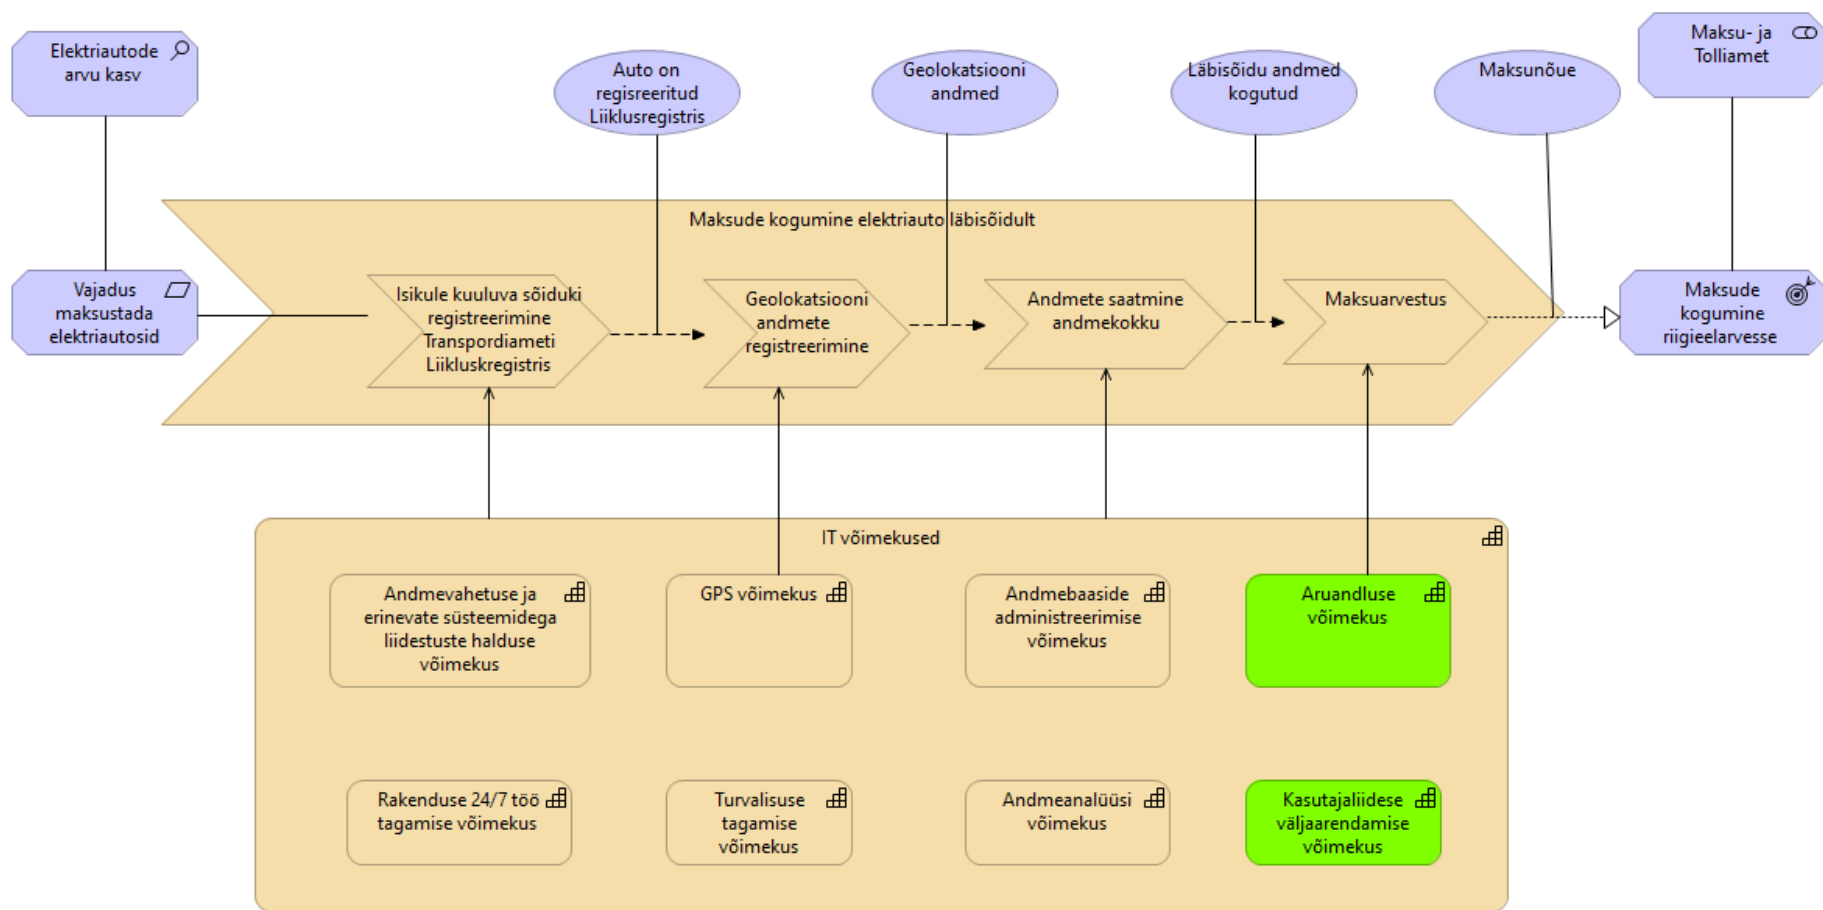 Elektriautode
arvu kasv
Auto on
regisreeritud
Liiklusregistris
Geolokatsiooni
andmed
Läbisõidu andmed
kogutud
Maksunõue
Maksu- ja
Tolliamet
Maksude kogumine elektriauto läbisõidult
Vajadus
maksustada
elektriautosid
Isikule kuuluva sõiduki
registreerimine
Transpordiameti
Liikluskregistris
Geolokatsiooni
andmete
registreerimine
Andmete saatmine
andmekokku
Maksuarvestus
Maksude
kogumine
riigieelarvesse
IT võimekused
Andmevahetuse ja
erinevate süsteemidega
liidestuste halduse
võimekus
GPS võimekus
Andmebaaside
administreerimise
võimekus
Aruandluse
võimekus
Rakenduse 24/7 töö
tagamise võimekus
Turvalisuse
tagamise
võimekus
Andmeanalüüsi
võimekus
Kasutajaliidese
väljaarendamise
võimekus